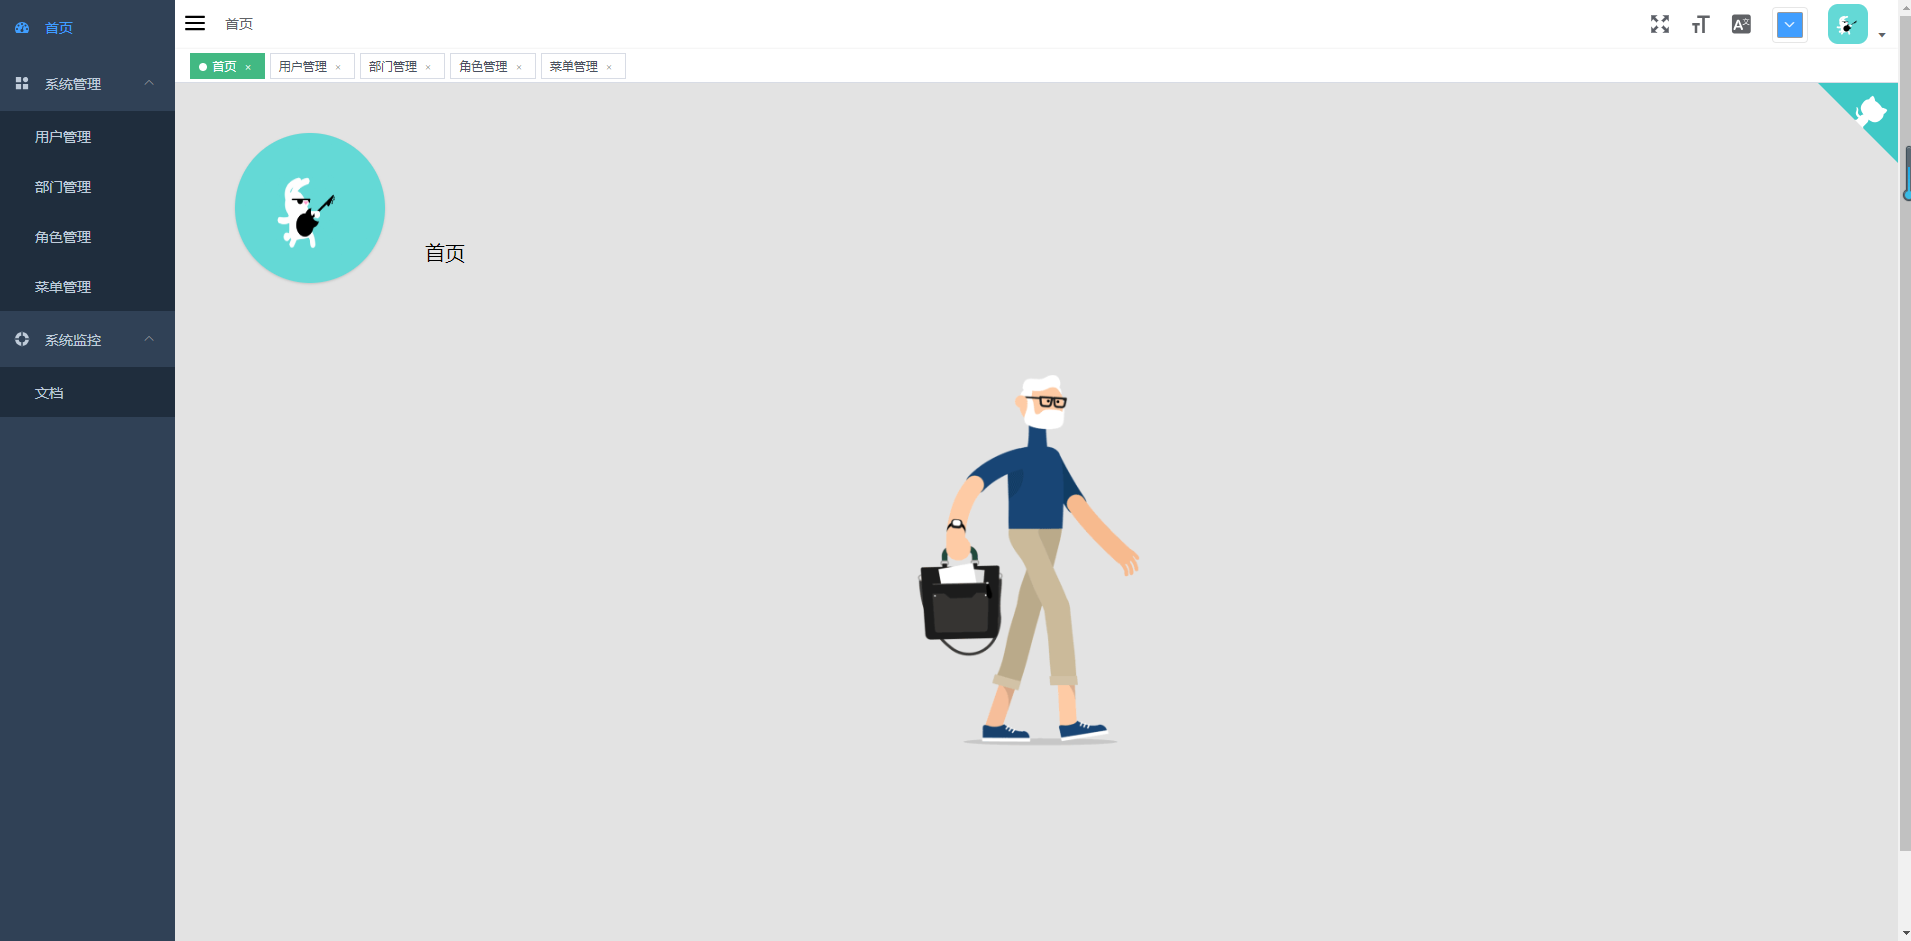 首页
系统管理
用户管理
部门管理
角色管理
菜单管理
系统监控
文档
首页
首页 × 用户管理 × 部门管理 × 角色管理 × 菜单管理 ×
首页